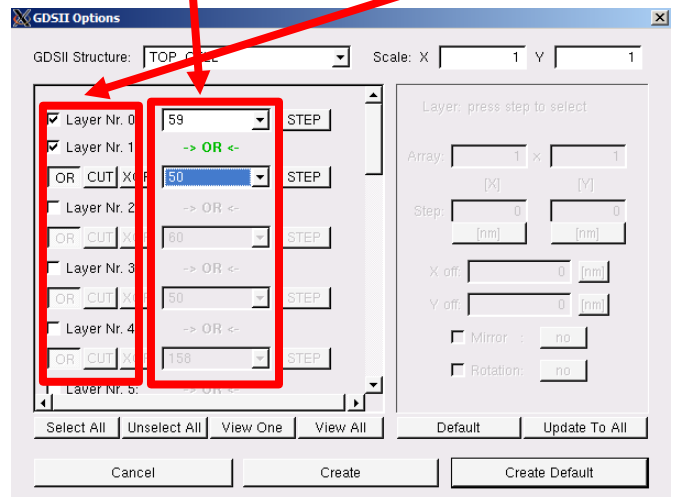 GDSII Options
GDSII Structure: TOP_CELL Scale: X 1 Y 1
Layer Nr. 0 59 STEP
Layer Nr. 1 -> OR <-
OR CUT 50 STEP
Layer Nr. 2 -> OR <-
OR CUT 60 STEP
Layer Nr. 3 -> OR <-
OR CUT 50 STEP
Layer Nr. 4 -> OR <-
OR CUT 158 STEP
Layer Nr. 5: -> OR <-
Select All Unselect All View One View All
Layer: press step to select
Array: 1 × 1
[X] [Y]
Step: 0 0
[nm] [nm]
X off: 0 [nm]
Y off: 0 [nm]
Mirror : no
Rotation: no
Default Update To All
Cancel Create Create Default